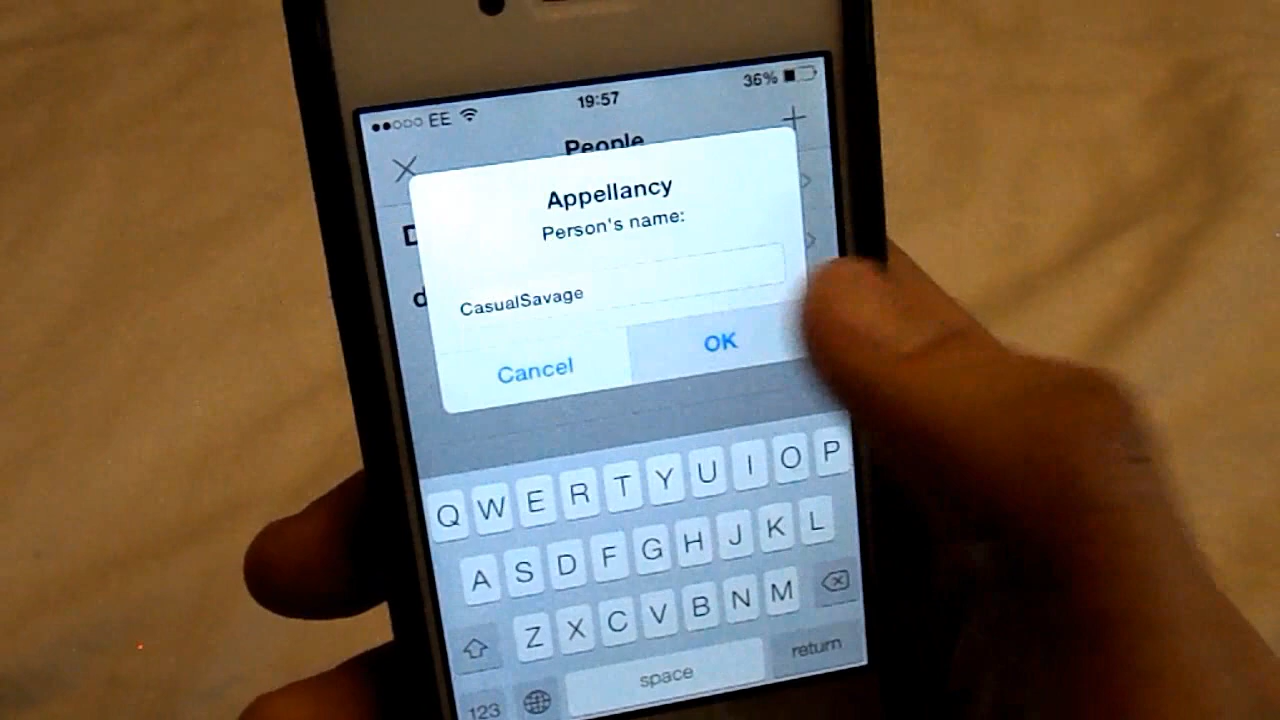 EE 19:57 36%
People
Appellancy
Person's name:
CasualSavage
Cancel OK
Q W E R T Y U I O P
A S D F G H J K L
Z X C V B N M
123 space return